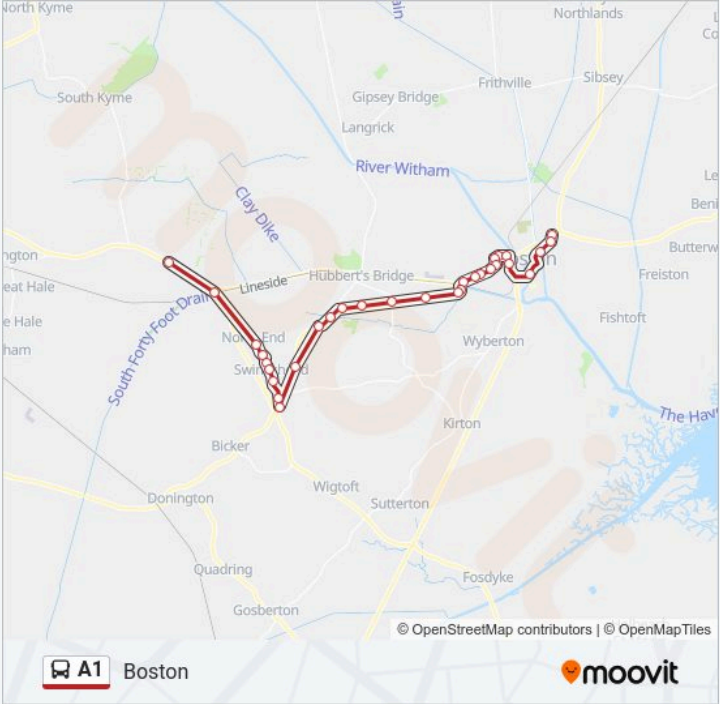 North Kyme
Northlands
Sibsey
South Kyme
Frithville
Gipsey Bridge
Langrick
River Witham
Clay Dike
Hubbert's Bridge
Lineside
Freiston
South Forty Foot Drain
Fishtoft
Wyberton
Kirton
Bicker
Wigtoft
Donington
Sutterton
Quadring
Fosdyke
Gosberton
© OpenStreetMap contributors | © OpenMapTiles
A1 Boston
moovit